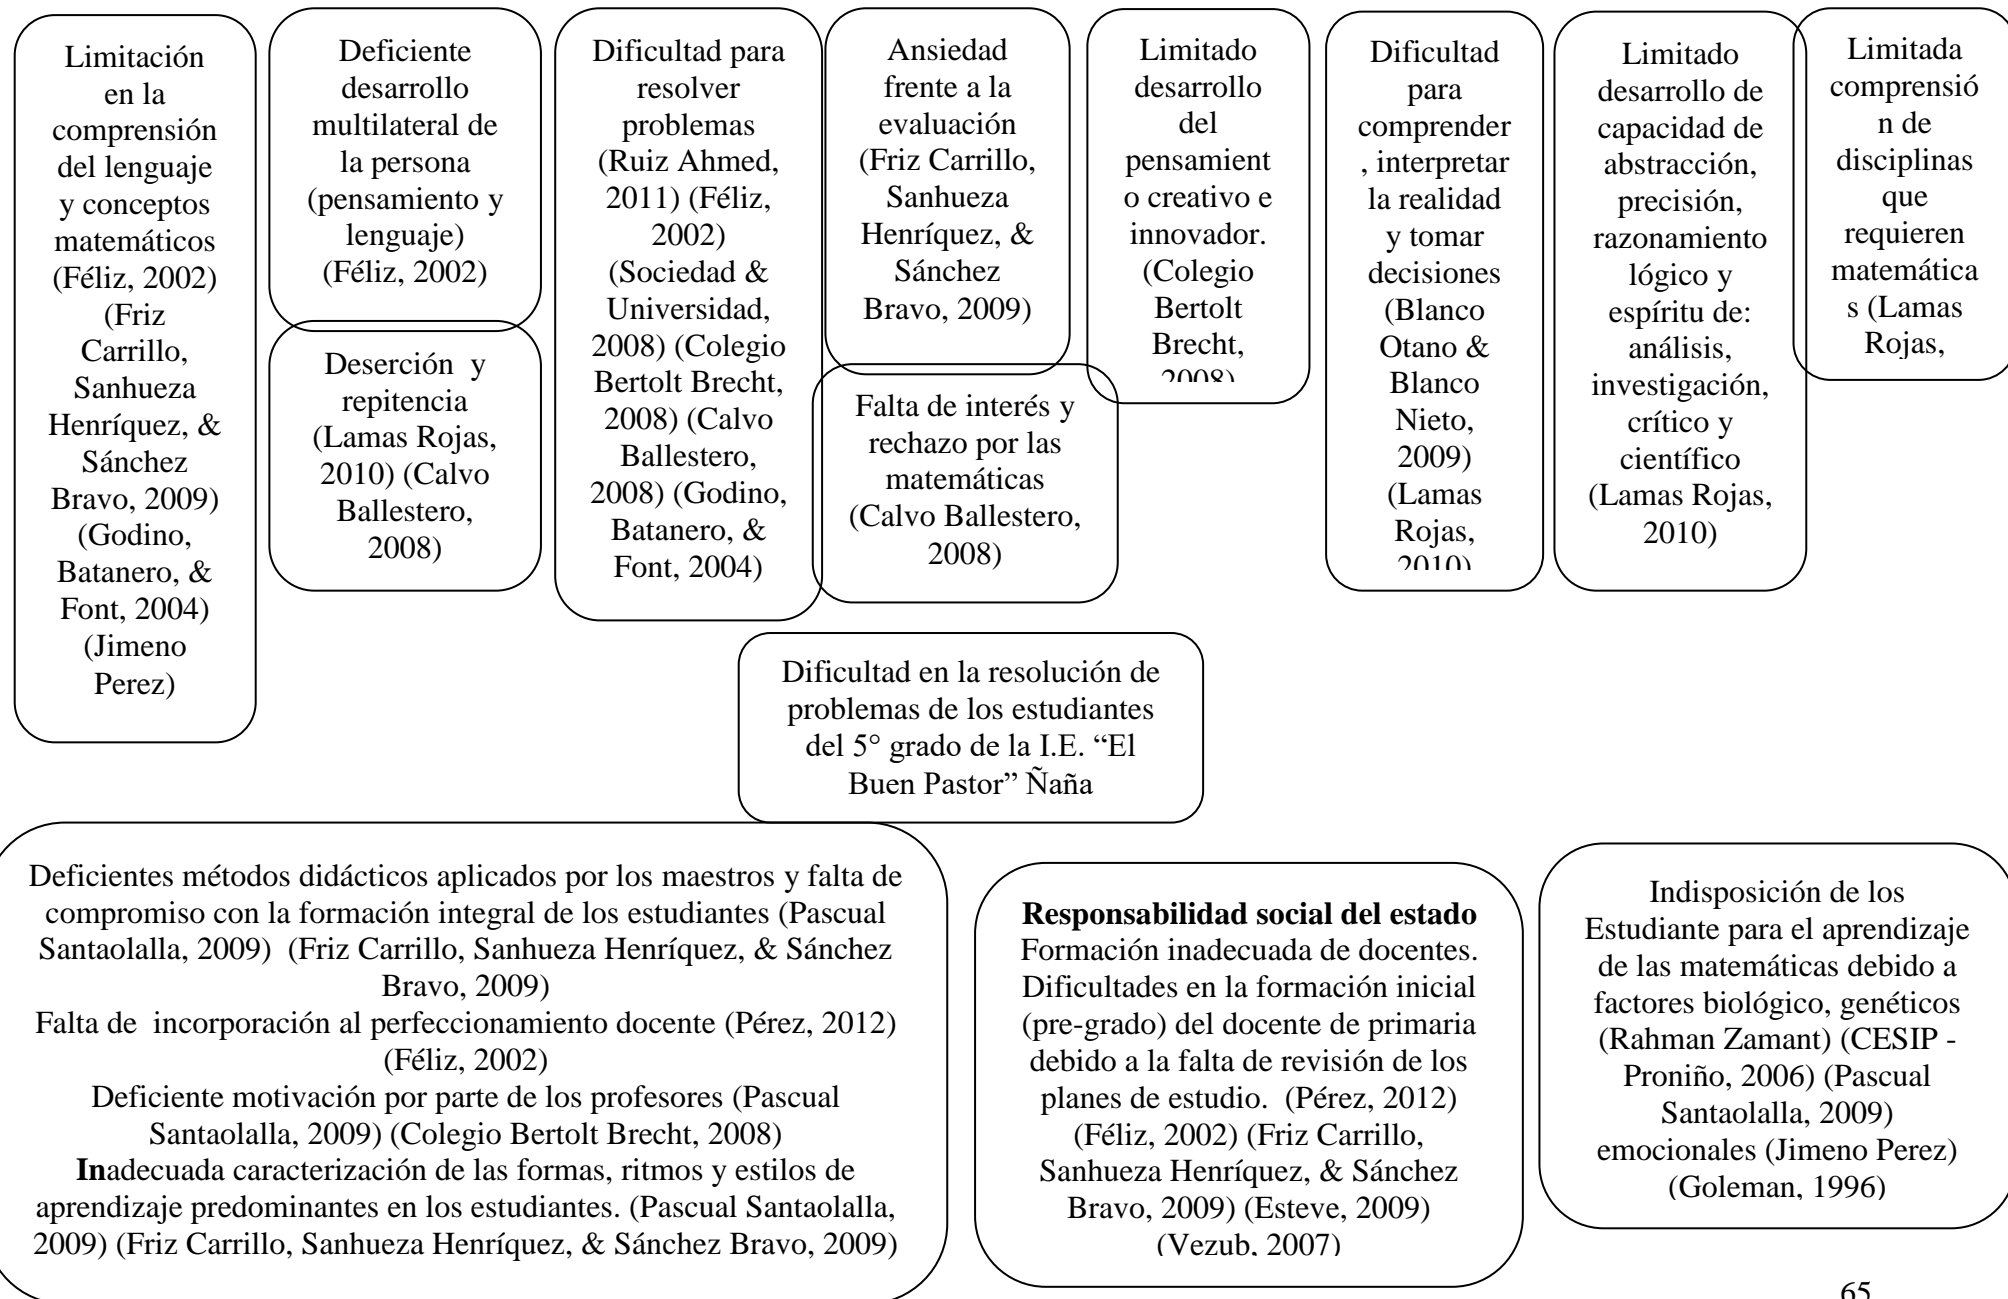 Limitación
en la
comprensión
del lenguaje
y conceptos
matemáticos
(Féliz, 2002)
(Friz
Carrillo,
Sanhueza
Henríquez, &
Sánchez
Bravo, 2009)
(Godino,
Batanero, &
Font, 2004)
(Jimeno
Perez)
Deficiente
desarrollo
multilateral de
la persona
(pensamiento y
lenguaje)
(Féliz, 2002)
Deserción y
repitencia
(Lamas Rojas,
2010) (Calvo
Ballestero,
2008)
Dificultad para
resolver
problemas
(Ruiz Ahmed,
2011) (Féliz,
2002)
(Sociedad &
Universidad,
2008) (Colegio
Bertolt Brecht,
2008) (Calvo
Ballestero,
2008) (Godino,
Batanero, &
Font, 2004)
Ansiedad
frente a la
evaluación
(Friz Carrillo,
Sanhueza
Henríquez, &
Sánchez
Bravo, 2009)
Falta de interés y
rechazo por las
matemáticas
(Calvo Ballestero,
2008)
Limitado
desarrollo
del
pensamient
o creativo e
innovador.
(Colegio
Bertolt
Brecht,
2008)
Dificultad
para
comprender
, interpretar
la realidad
y tomar
decisiones
(Blanco
Otano &
Blanco
Nieto,
2009)
(Lamas
Rojas,
2010)
Limitado
desarrollo de
capacidad de
abstracción,
precisión,
razonamiento
lógico y
espíritu de:
análisis,
investigación,
crítico y
científico
(Lamas Rojas,
2010)
Limitada
comprensió
n de
disciplinas
que
requieren
matemática
s (Lamas
Rojas,
Dificultad en la resolución de
problemas de los estudiantes
del 5° grado de la I.E. “El
Buen Pastor” Ñaña
Deficientes métodos didácticos aplicados por los maestros y falta de
compromiso con la formación integral de los estudiantes (Pascual
Santaolalla, 2009) (Friz Carrillo, Sanhueza Henríquez, & Sánchez
Bravo, 2009)
Falta de incorporación al perfeccionamiento docente (Pérez, 2012)
(Féliz, 2002)
Deficiente motivación por parte de los profesores (Pascual
Santaolalla, 2009) (Colegio Bertolt Brecht, 2008)
Inadecuada caracterización de las formas, ritmos y estilos de
aprendizaje predominantes en los estudiantes. (Pascual Santaolalla,
2009) (Friz Carrillo, Sanhueza Henríquez, & Sánchez Bravo, 2009)
Responsabilidad social del estado
Formación inadecuada de docentes.
Dificultades en la formación inicial
(pre-grado) del docente de primaria
debido a la falta de revisión de los
planes de estudio. (Pérez, 2012)
(Féliz, 2002) (Friz Carrillo,
Sanhueza Henríquez, & Sánchez
Bravo, 2009) (Esteve, 2009)
(Vezub, 2007)
Indisposición de los
Estudiante para el aprendizaje
de las matemáticas debido a
factores biológico, genéticos
(Rahman Zamant) (CESIP -
Proniño, 2006) (Pascual
Santaolalla, 2009)
emocionales (Jimeno Perez)
(Goleman, 1996)
65